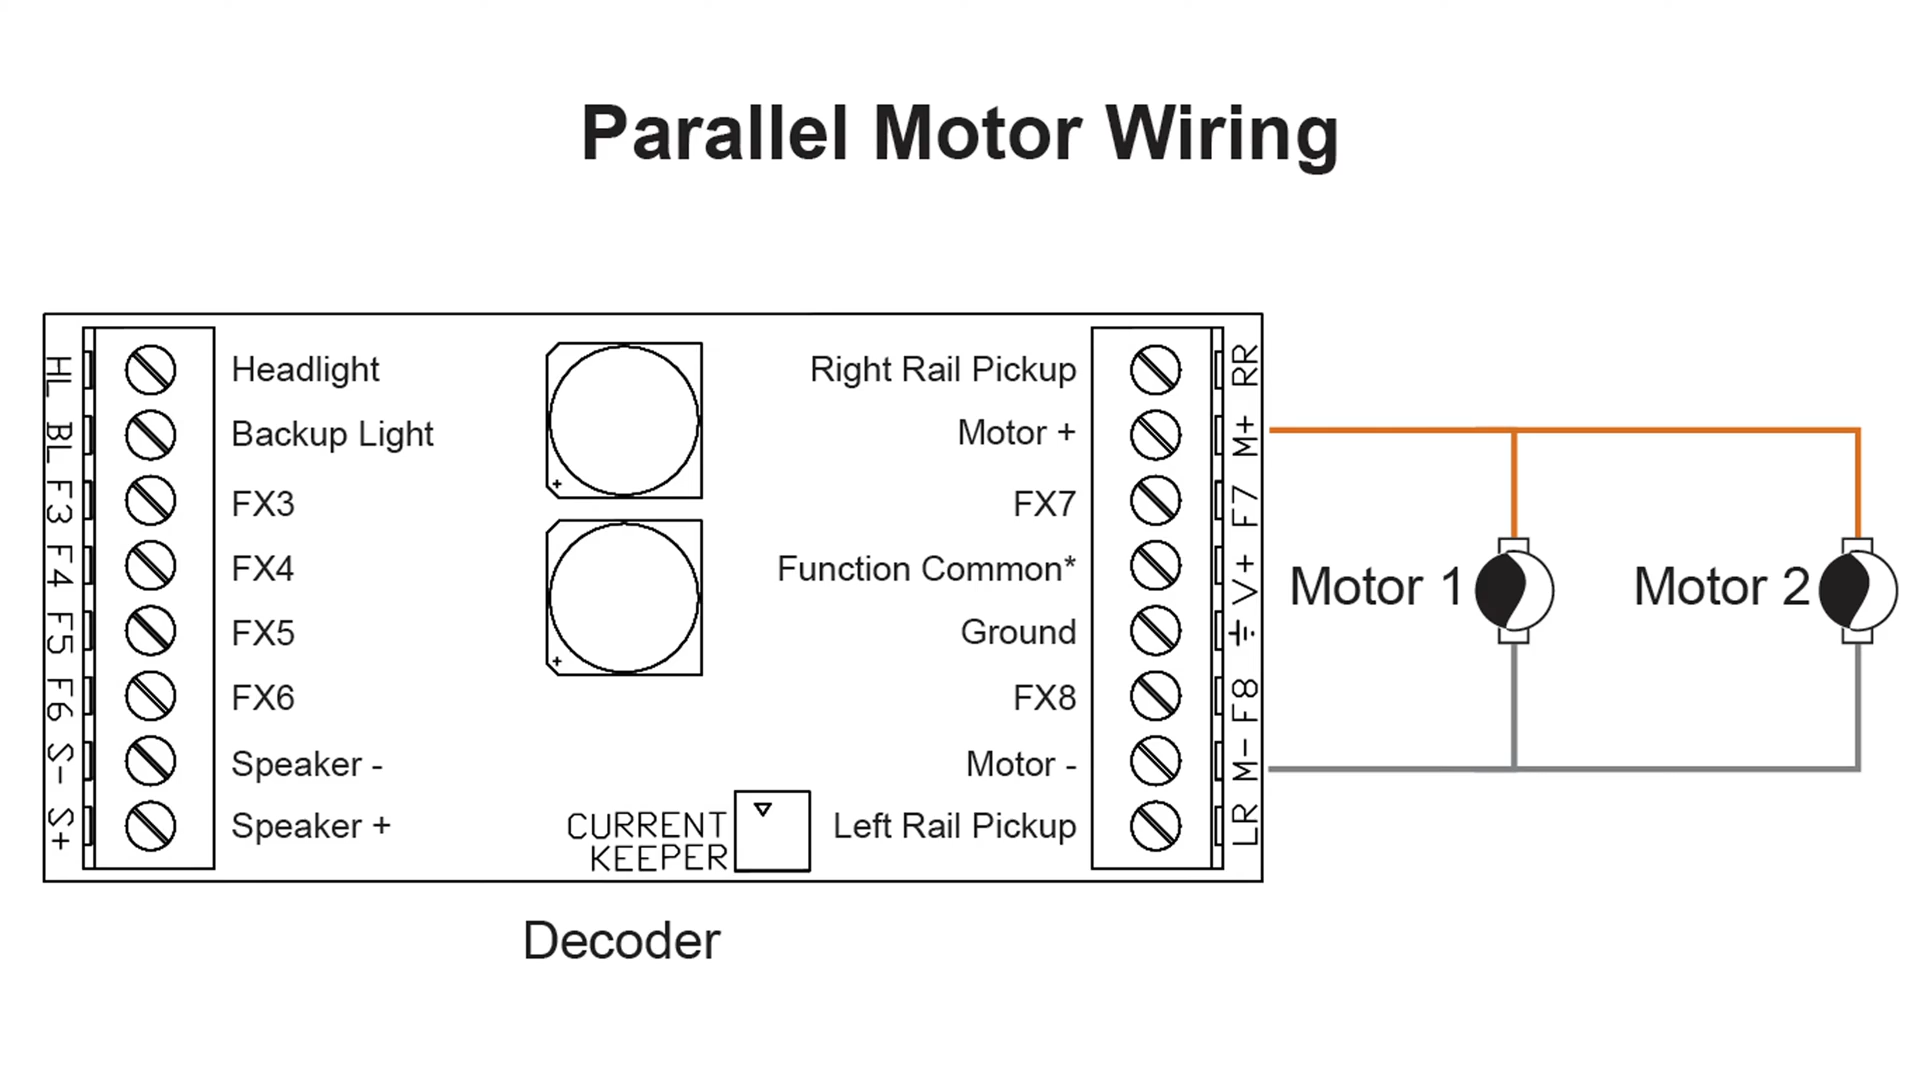 Parallel Motor Wiring
HL
BL
F3
F4
F5
F6
S-
S+
Headlight
Backup Light
FX3
FX4
FX5
FX6
Speaker -
Speaker +
+
+
CURRENT
KEEPER
Right Rail Pickup
Motor +
FX7
Function Common*
Ground
FX8
Motor -
Left Rail Pickup
RR
M+
F7
V+
F8
M-
LR
Motor 1
Motor 2
Decoder